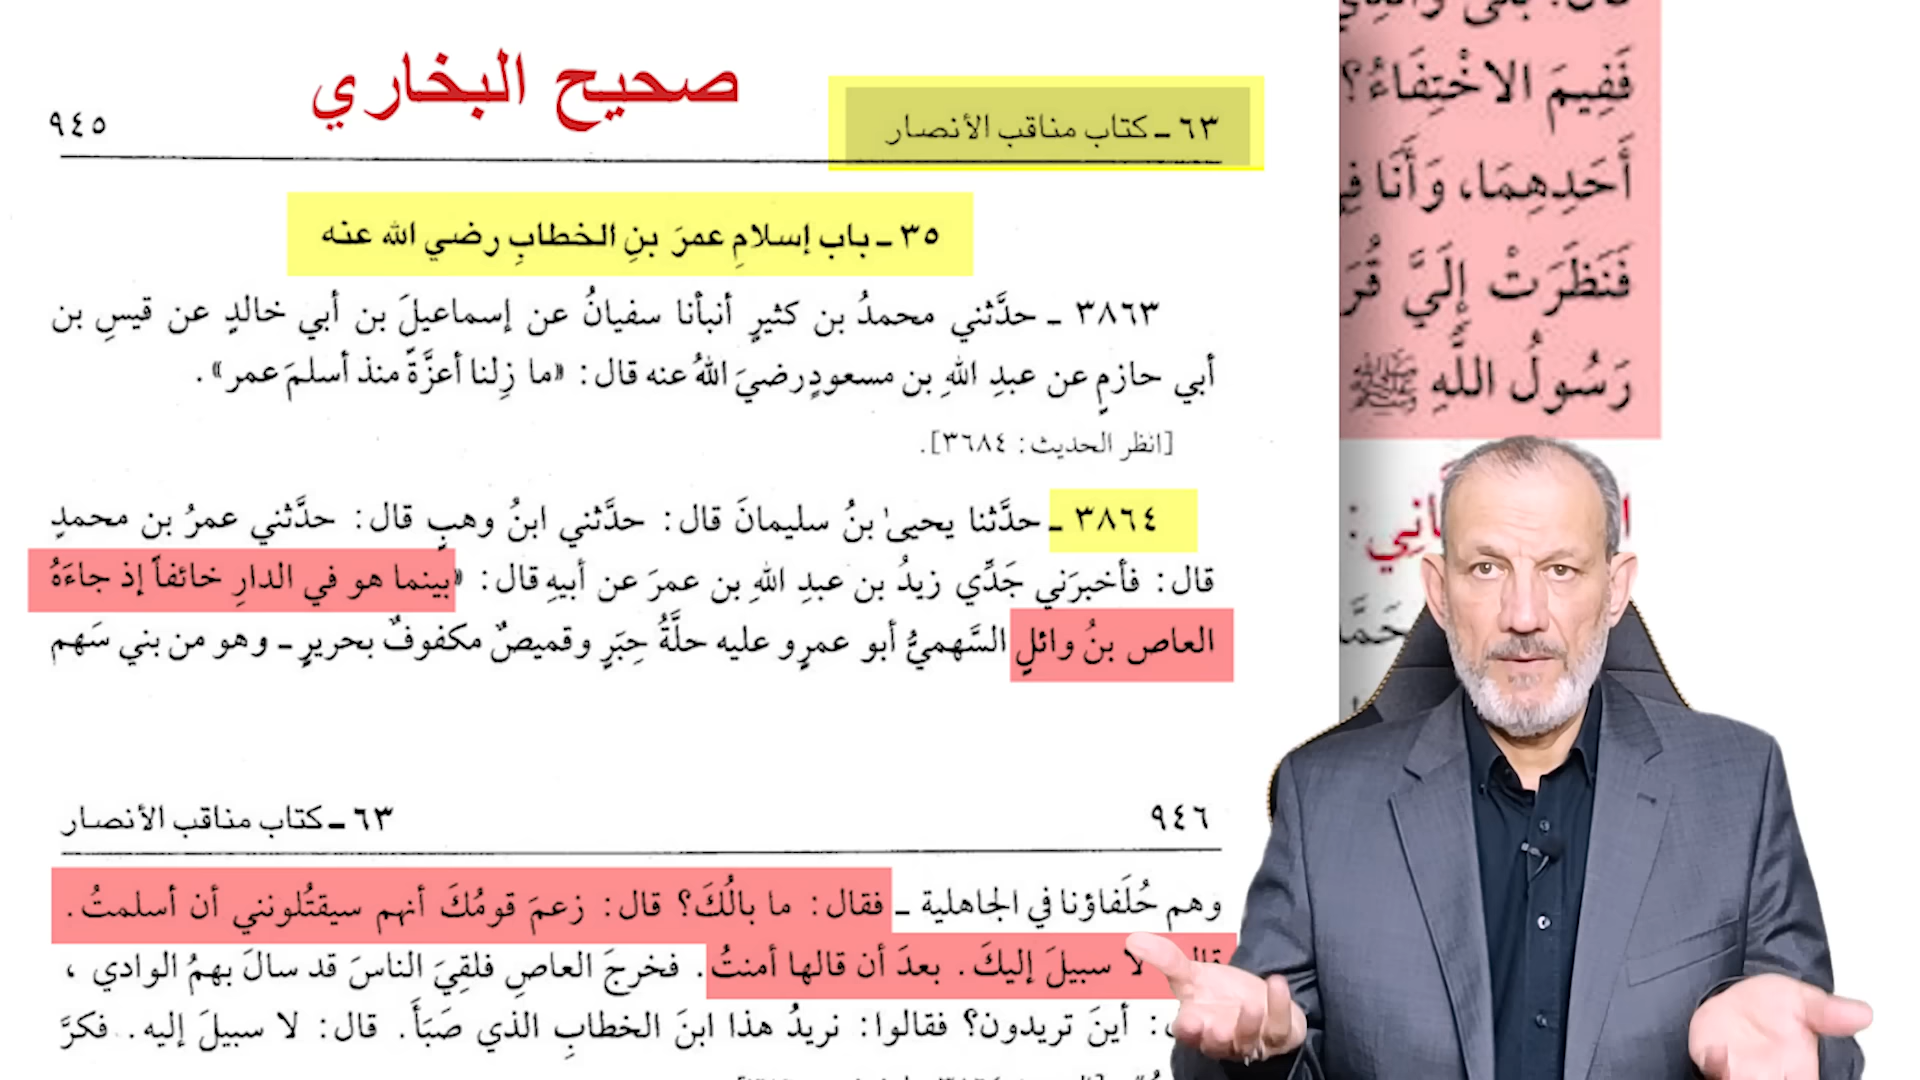 صحيح البخاري
٦٣ ـ كتاب مناقب الأنصار
٩٤٥
٣٥ ـ باب إسلامِ عمرَ بنِ الخطابِ رضي الله عنه
٣٨٦٣ ـ حدَّثني محمدُ بن كثيرٍ أنبأنا سفيانُ عن إسماعيلَ بن أبي خالدٍ عن قيسِ بن
أبي حازمٍ عن عبدِ اللهِ بن مسعودٍ رضيَ اللهُ عنه قال: «ما زِلنا أعزَّةً منذ أسلمَ عمر».
[انظر الحديث: ٣٦٨٤].
٣٨٦٤ ـ حدَّثنا يحيىٰ بنُ سليمانَ قال: حدَّثني ابنُ وهبٍ قال: حدَّثني عمرُ بن محمدٍ
قال: فأخبرَني جَدِّي زيدُ بن عبدِ اللهِ بن عمرَ عن أبيهِ قال: «بينما هو في الدارِ خائفاً إذ جاءَهُ
العاص بنُ وائلٍ السَّهميُّ أبو عمرٍو عليه حلَّةُ حِبَرٍ وقميصٌ مكفوفٌ بحريرٍ ـ وهو من بني سَهم
٩٤٦
٦٣ ـ كتاب مناقب الأنصار
وهم حُلَفاؤنا في الجاهلية ـ فقال: ما بالُكَ؟ قال: زعمَ قومُكَ أنهم سيقتُلونني أن أسلمتُ.
لا سبيلَ إليكَ. بعدَ أن قالها أمنتُ. فخرجَ العاصِ فلقِيَ الناسَ قد سالَ بهمُ الوادي،
أينَ تريدون؟ فقالوا: نريدُ هذا ابنَ الخطابِ الذي صَبَأَ. قال: لا سبيلَ إليه. فكرَّ
فَفِيمَ الاخْتِفَاءُ؟
أَحَدِهِمَا، وَأَنَا
فَنَظَرَتْ إِلَيَّ
رَسُولُ اللَّهِ ﷺ